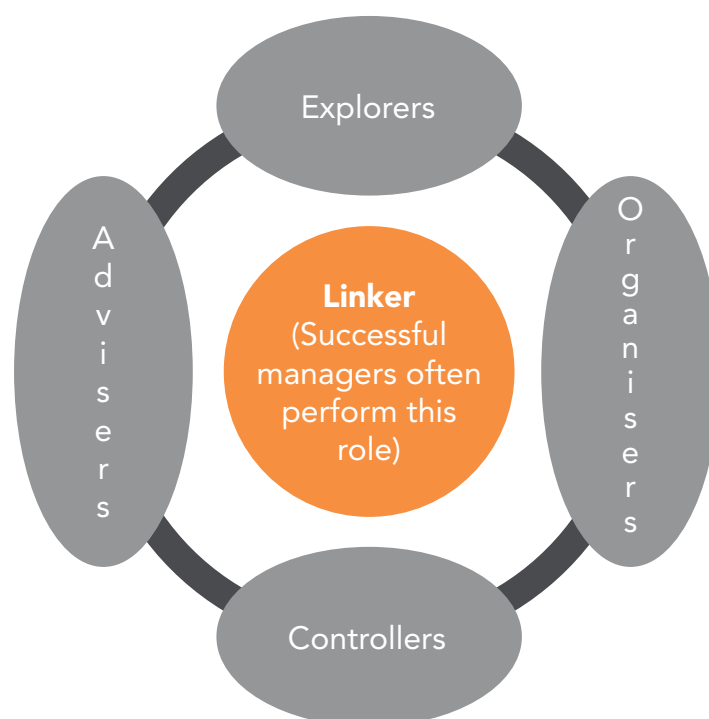 Explorers
Advisers
Linker
(Successful
managers often
perform this
role)
Organisers
Controllers